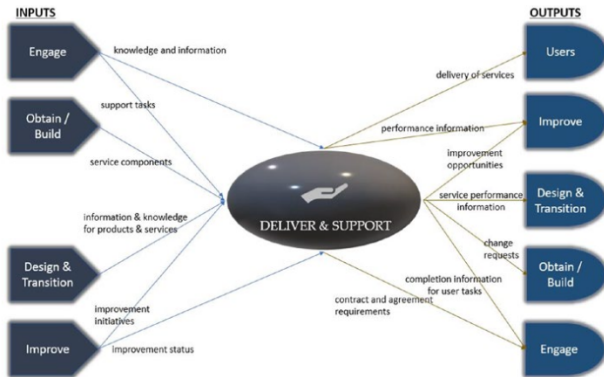 INPUTS
OUTPUTS
Engage
knowledge and information
Users
delivery of services
support tasks
Obtain /
Build
performance information
Improve
service components
improvement
opportunities
information & knowledge
for products & services
DELIVER & SUPPORT
service performance
information
Design &
Transition
Design &
Transition
change
requests
Obtain /
Build
improvement
initiatives
contract and agreement
requirements
completion information
for user tasks
Improve
improvement status
Engage